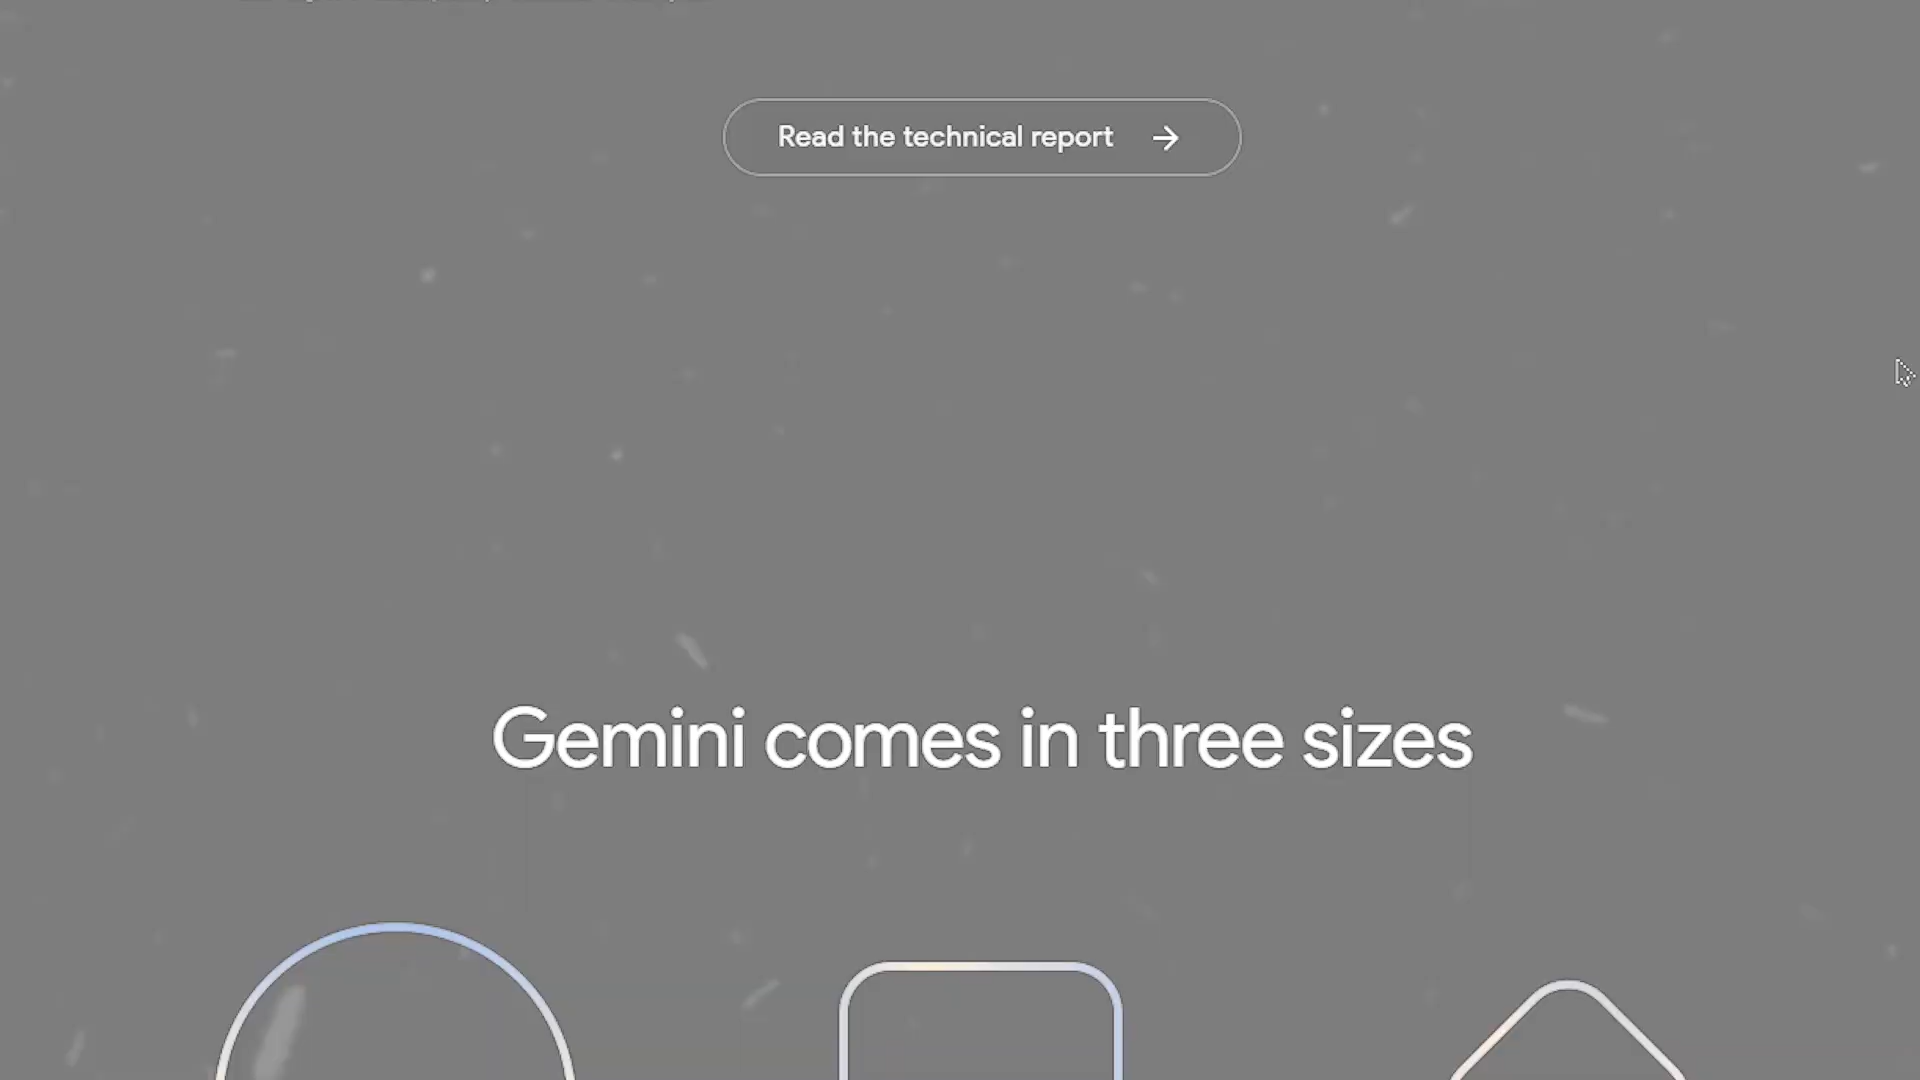 Read the technical report
Gemini comes in three sizes